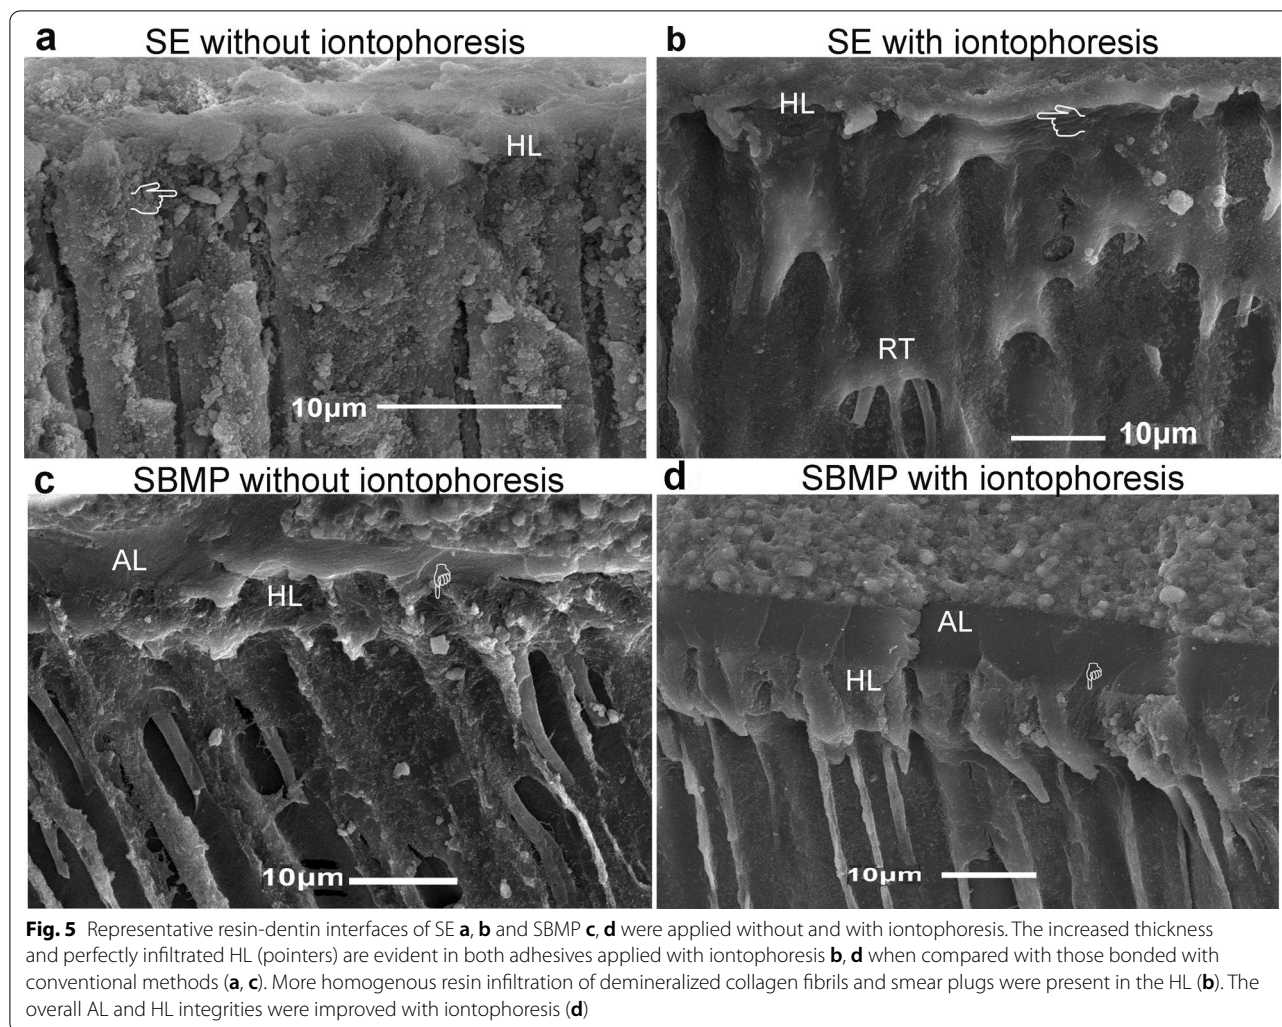 a SE without iontophoresis
b SE with iontophoresis
HL
HL
RT
10µm
10µm
c SBMP without iontophoresis
d SBMP with iontophoresis
AL
HL
AL
HL
10µm
10µm
Fig. 5 Representative resin-dentin interfaces of SE a, b and SBMP c, d were applied without and with iontophoresis. The increased thickness
and perfectly infiltrated HL (pointers) are evident in both adhesives applied with iontophoresis b, d when compared with those bonded with
conventional methods (a, c). More homogenous resin infiltration of demineralized collagen fibrils and smear plugs were present in the HL (b). The
overall AL and HL integrities were improved with iontophoresis (d)